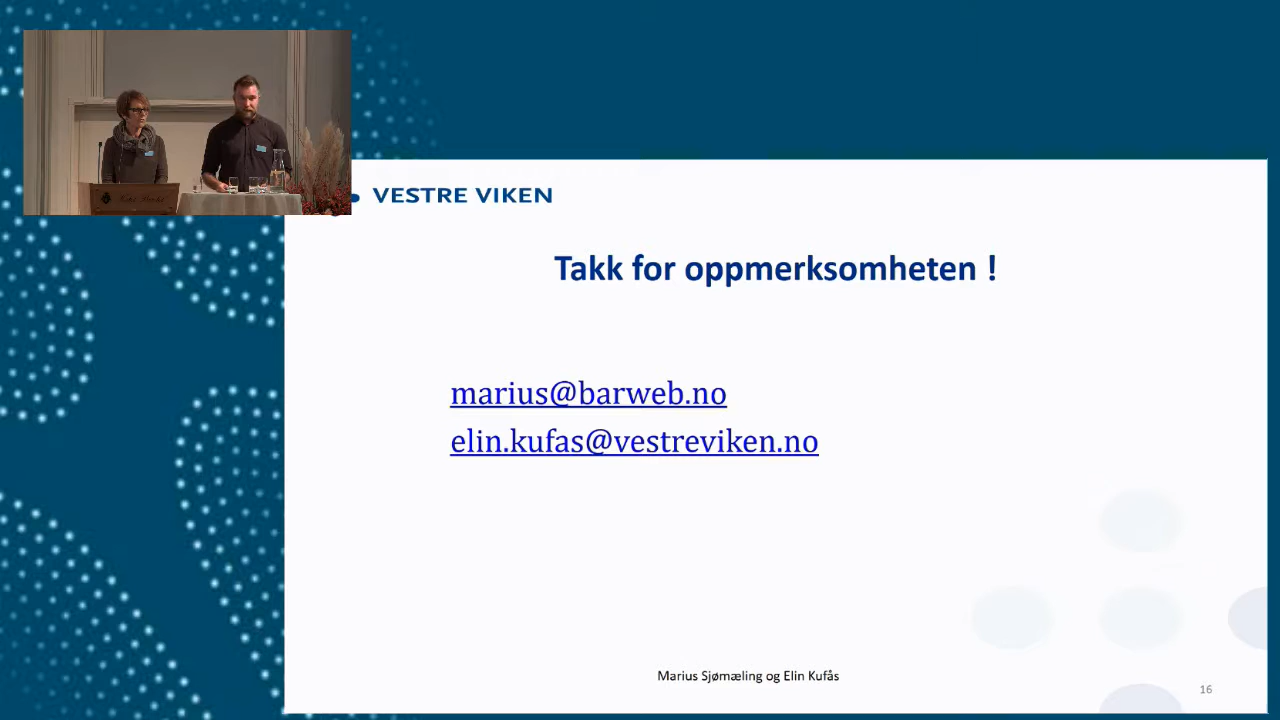 VESTRE VIKEN
Takk for oppmerksomheten !
marius@barweb.no
elin.kufas@vestreviken.no
Marius Sjømæling og Elin Kufås
16